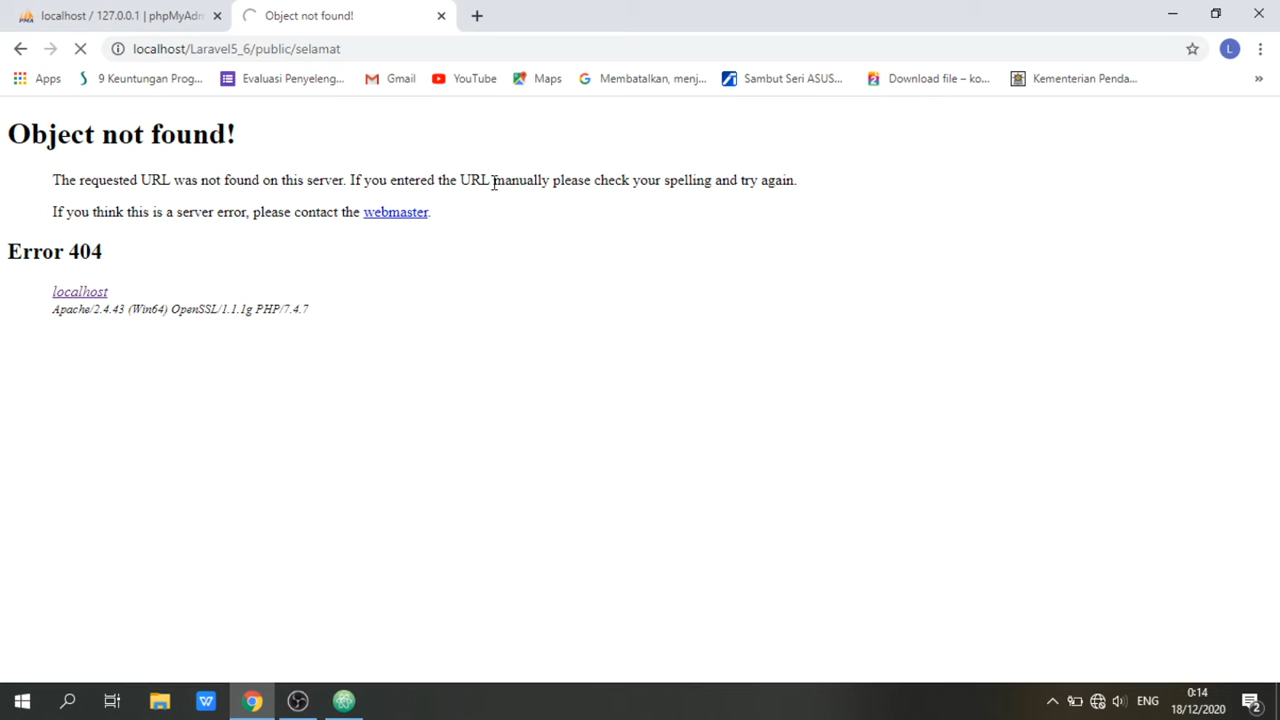 localhost / 127.0.0.1 | phpMyAdm
Object not found!
localhost/Laravel5_6/public/selamat
L
Apps
9 Keuntungan Prog...
Evaluasi Penyeleng...
Gmail
YouTube
Maps
Membatalkan, menj...
Sambut Seri ASUS...
Download file – ko...
Kementerian Penda...
»
Object not found!
The requested URL was not found on this server. If you entered the URL manually please check your spelling and try again.
If you think this is a server error, please contact the webmaster.
Error 404
localhost
Apache/2.4.43 (Win64) OpenSSL/1.1.1g PHP/7.4.7
ENG
0:14
18/12/2020
2